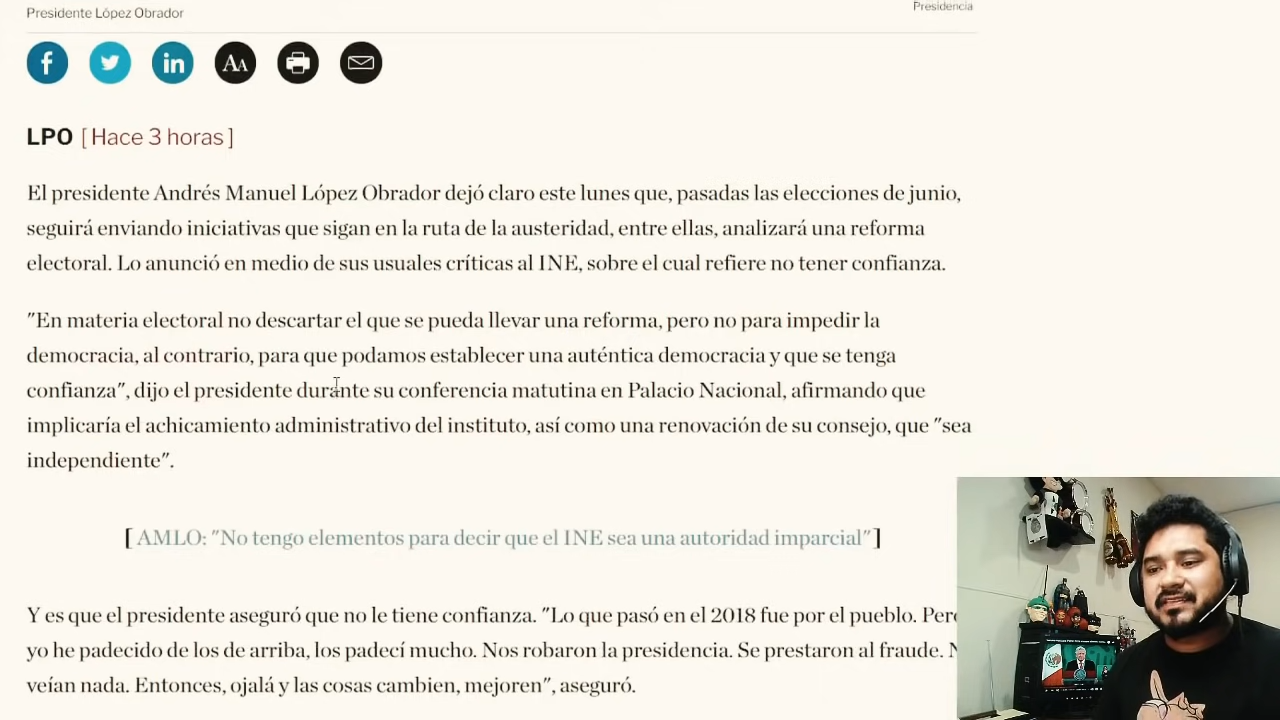 Presidente López Obrador
Presidencia
f
in
AA
LPO [ Hace 3 horas ]
El presidente Andrés Manuel López Obrador dejó claro este lunes que, pasadas las elecciones de junio,
seguirá enviando iniciativas que sigan en la ruta de la austeridad, entre ellas, analizará una reforma
electoral. Lo anunció en medio de sus usuales críticas al INE, sobre el cual refiere no tener confianza.
"En materia electoral no descartar el que se pueda llevar una reforma, pero no para impedir la
democracia, al contrario, para que podamos establecer una auténtica democracia y que se tenga
confianza", dijo el presidente durante su conferencia matutina en Palacio Nacional, afirmando que
implicaría el achicamiento administrativo del instituto, así como una renovación de su consejo, que "sea
independiente".
[ AMLO: "No tengo elementos para decir que el INE sea una autoridad imparcial" ]
Y es que el presidente aseguró que no le tiene confianza. "Lo que pasó en el 2018 fue por el pueblo. Pero
yo he padecido de los de arriba, los padecí mucho. Nos robaron la presidencia. Se prestaron al fraude.
veían nada. Entonces, ojalá y las cosas cambien, mejoren", aseguró.